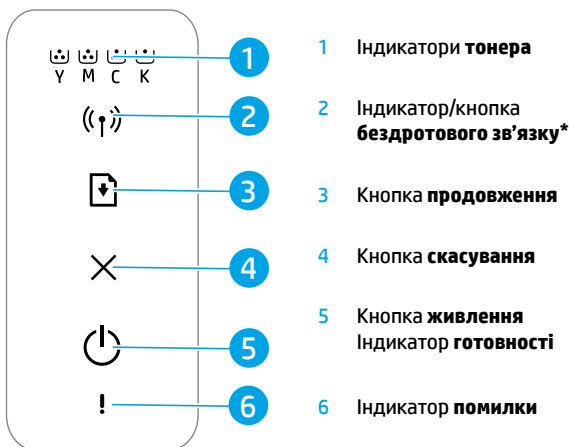 Y M C K
1
2
3
4
5
6
1 Індикатори тонера
2 Індикатор/кнопка
бездротового зв'язку*
3 Кнопка продовження
4 Кнопка скасування
5 Кнопка живлення
Індикатор готовності
6 Індикатор помилки